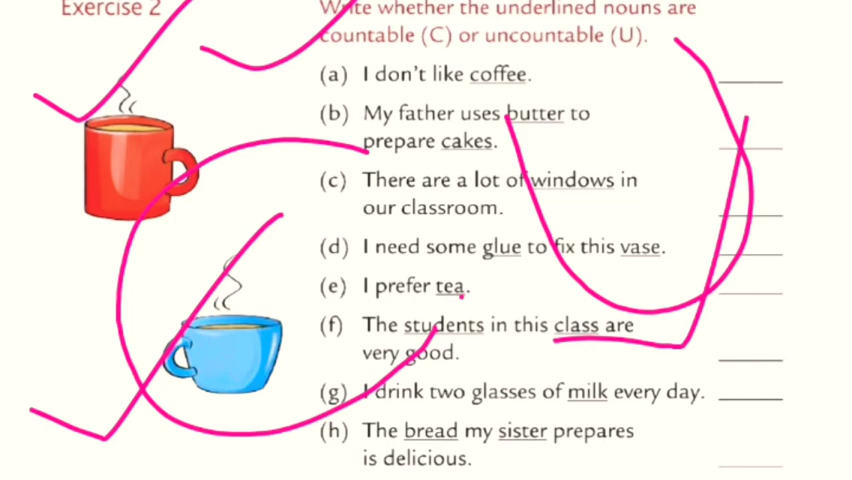 Exercise 2
Write whether the underlined nouns are
countable (C) or uncountable (U).
(a) I don't like coffee.
(b) My father uses butter to
prepare cakes.
(c) There are a lot of windows in
our classroom.
(d) I need some glue to fix this vase.
(e) I prefer tea.
(f) The students in this class are
very good.
(g) I drink two glasses of milk every day.
(h) The bread my sister prepares
is delicious.